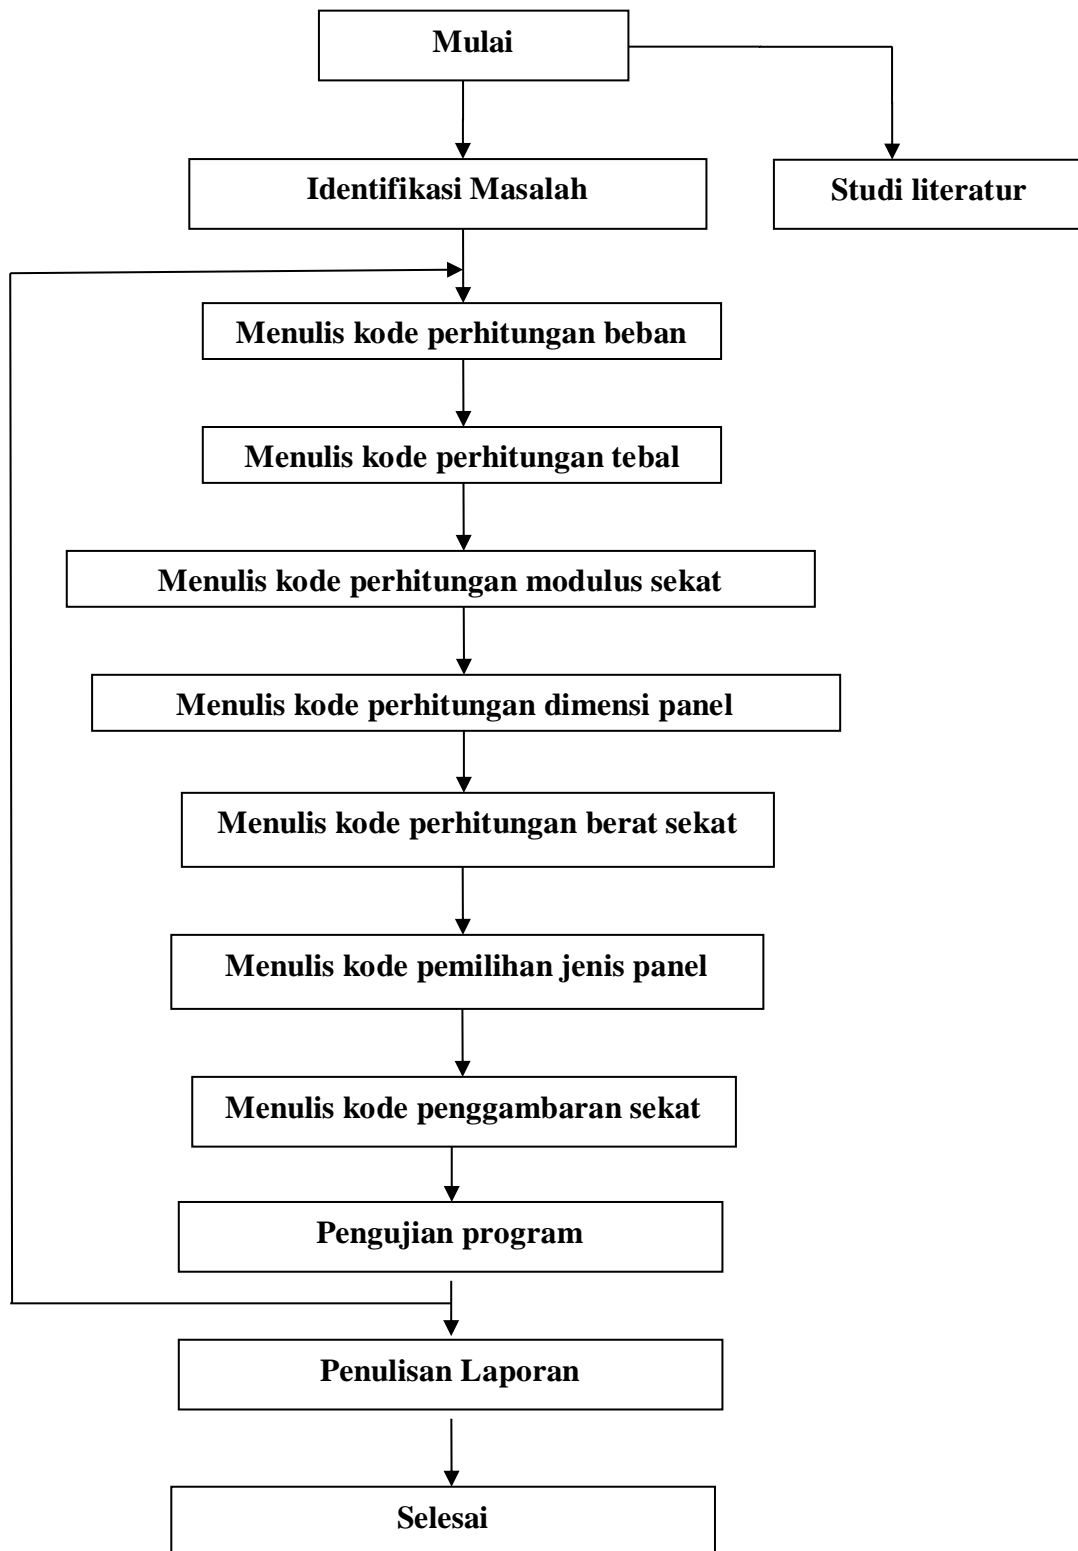 Mulai
Identifikasi Masalah
Studi literatur
Menulis kode perhitungan beban
Menulis kode perhitungan tebal
Menulis kode perhitungan modulus sekat
Menulis kode perhitungan dimensi panel
Menulis kode perhitungan berat sekat
Menulis kode pemilihan jenis panel
Menulis kode penggambaran sekat
Pengujian program
Penulisan Laporan
Selesai